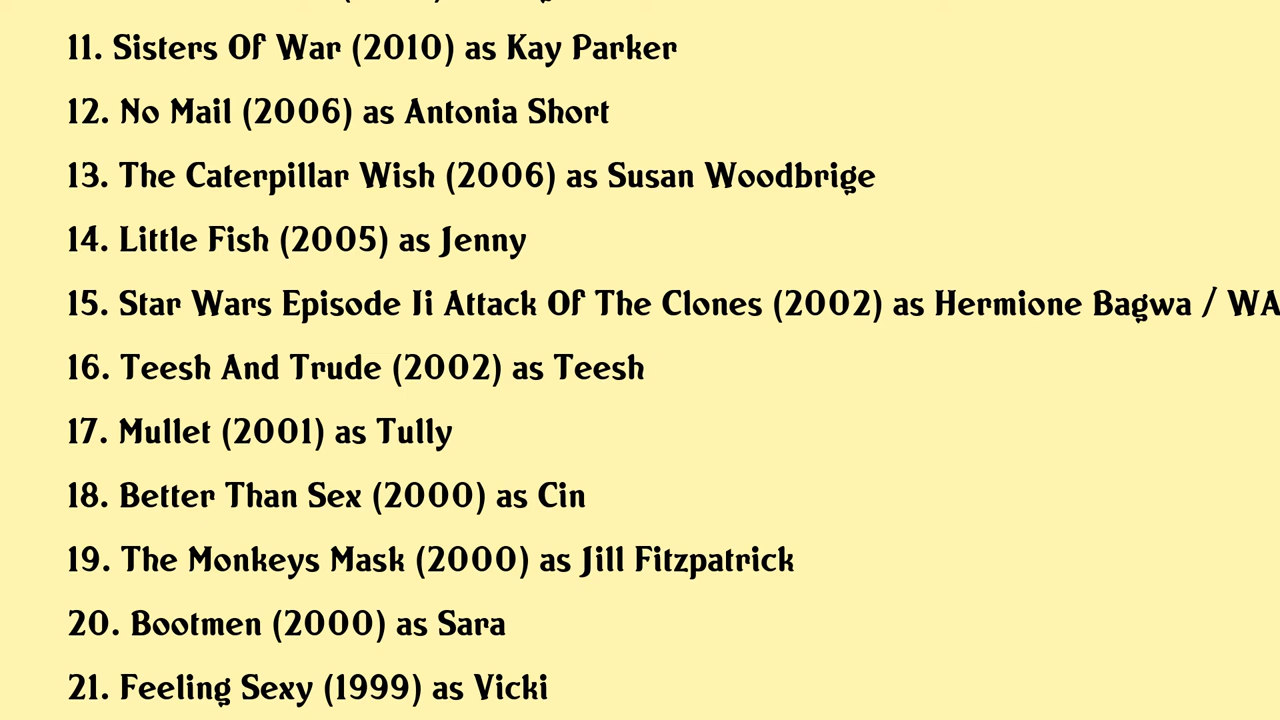 11. Sisters Of War (2010) as Kay Parker
12. No Mail (2006) as Antonia Short
13. The Caterpillar Wish (2006) as Susan Woodbrige
14. Little Fish (2005) as Jenny
15. Star Wars Episode Ii Attack Of The Clones (2002) as Hermione Bagwa / WA
16. Teesh And Trude (2002) as Teesh
17. Mullet (2001) as Tully
18. Better Than Sex (2000) as Cin
19. The Monkeys Mask (2000) as Jill Fitzpatrick
20. Bootmen (2000) as Sara
21. Feeling Sexy (1999) as Vicki